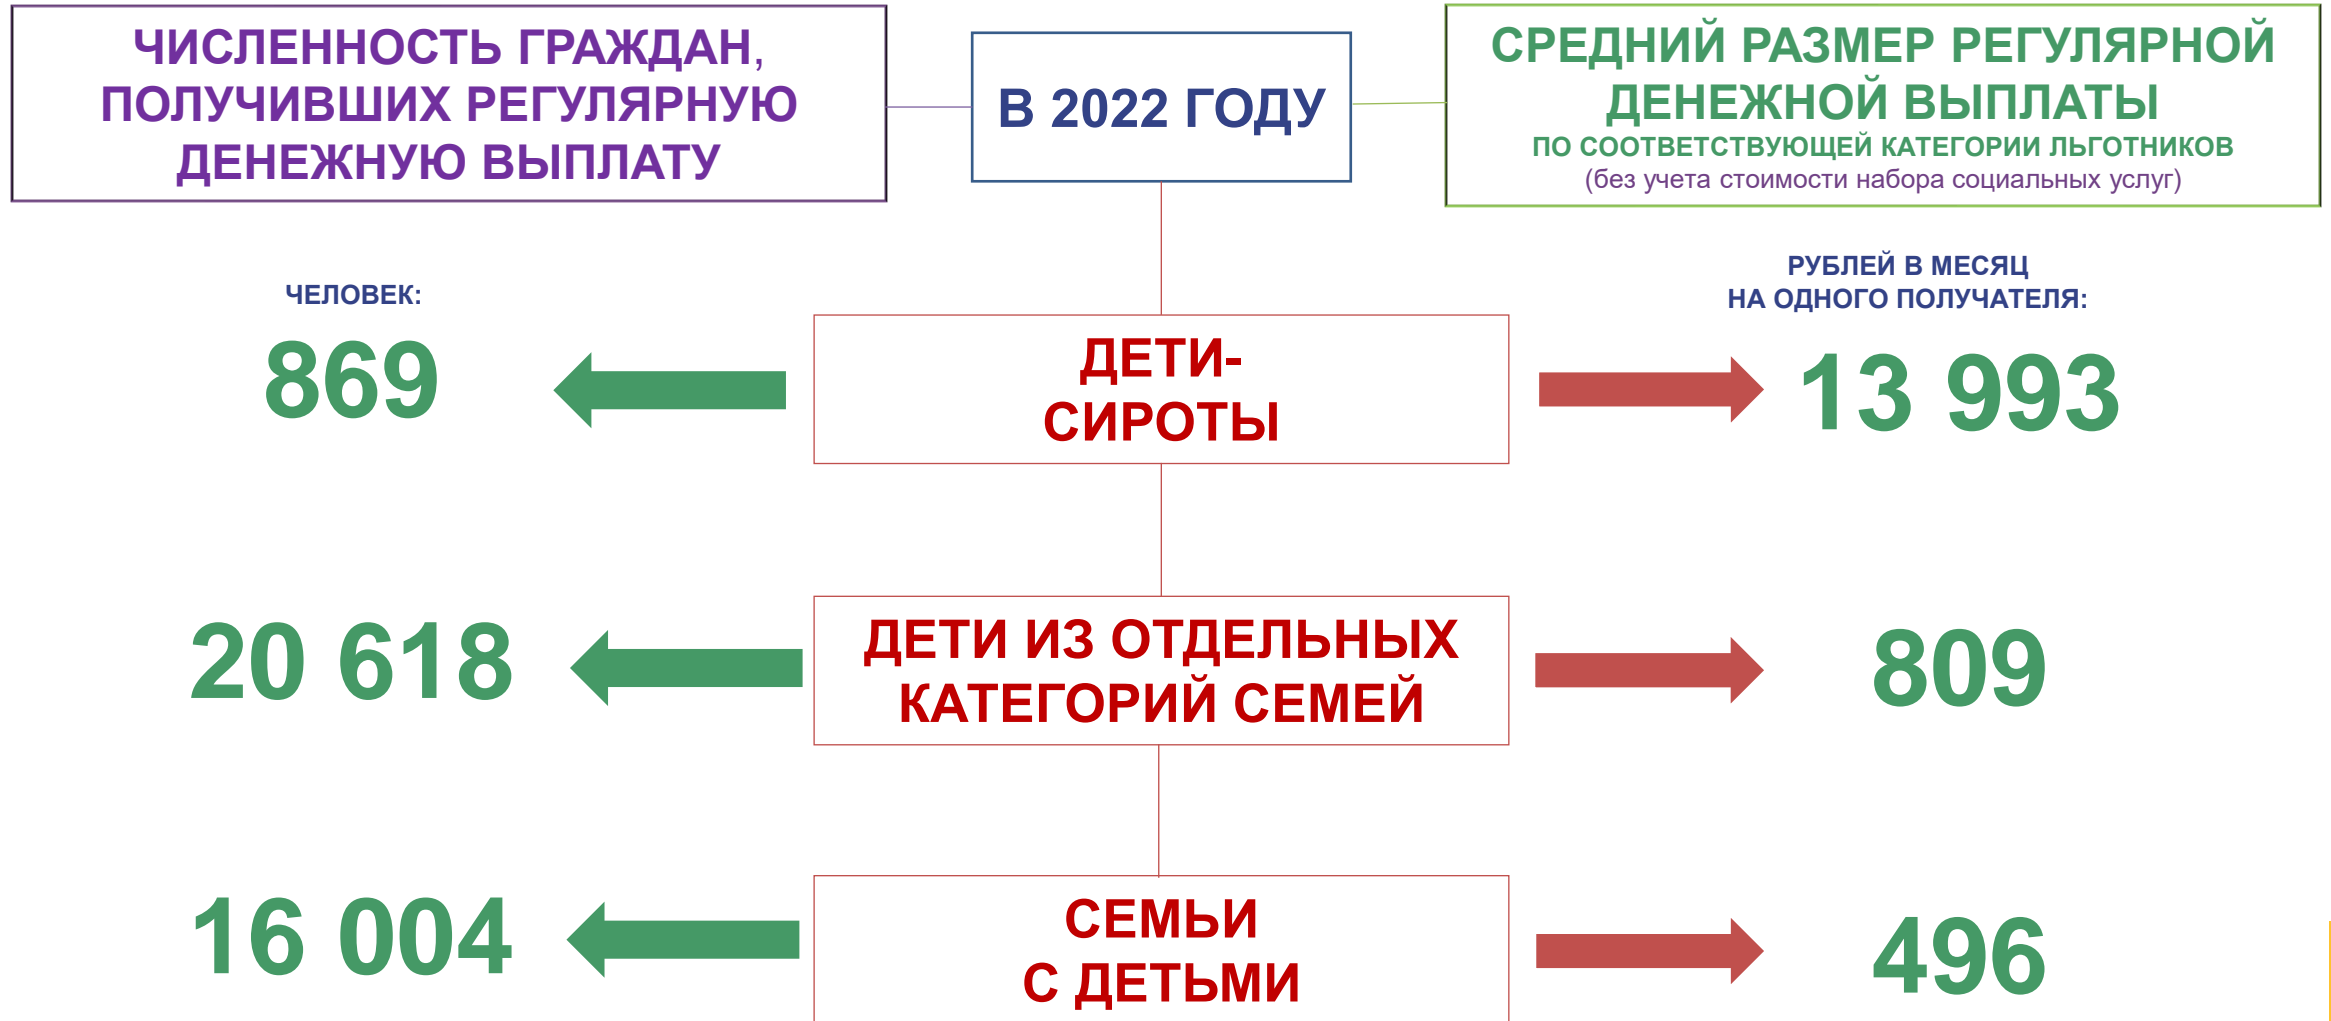 ЧИСЛЕННОСТЬ ГРАЖДАН,
ПОЛУЧИВШИХ РЕГУЛЯРНУЮ
ДЕНЕЖНУЮ ВЫПЛАТУ
В 2022 ГОДУ
СРЕДНИЙ РАЗМЕР РЕГУЛЯРНОЙ
ДЕНЕЖНОЙ ВЫПЛАТЫ
ПО СООТВЕТСТВУЮЩЕЙ КАТЕГОРИИ ЛЬГОТНИКОВ
(без учета стоимости набора социальных услуг)
ЧЕЛОВЕК:
РУБЛЕЙ В МЕСЯЦ
НА ОДНОГО ПОЛУЧАТЕЛЯ:
869
ДЕТИ-
СИРОТЫ
13 993
20 618
ДЕТИ ИЗ ОТДЕЛЬНЫХ
КАТЕГОРИЙ СЕМЕЙ
809
16 004
СЕМЬИ
С ДЕТЬМИ
496